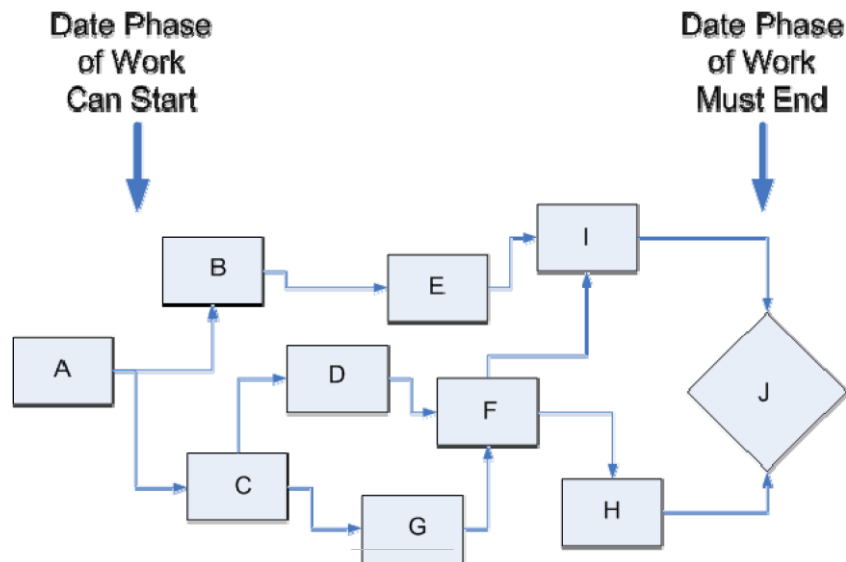 Date Phase
of Work
Can Start
Date Phase
of Work
Must End
I
B
E
A
D
J
F
C
H
G